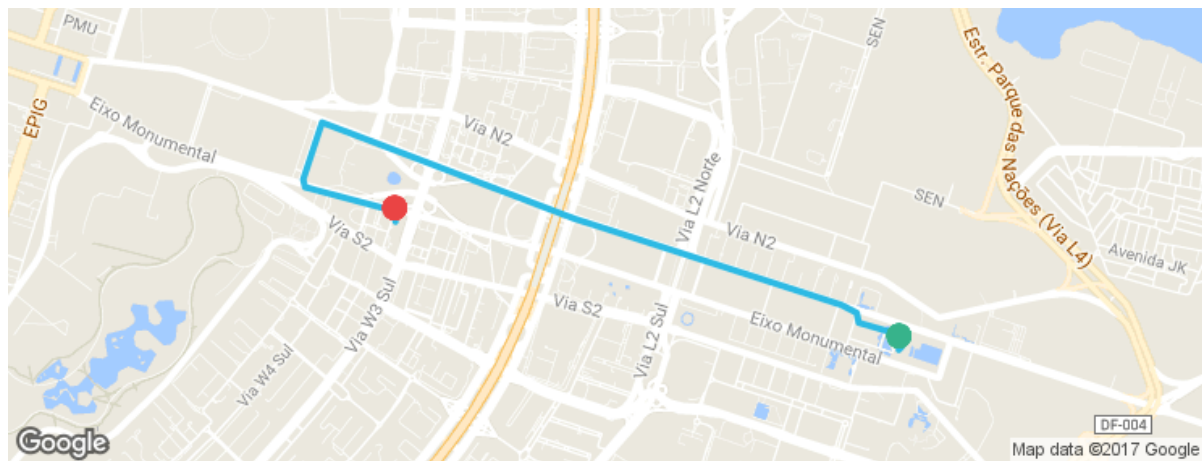 PMU
EPIG
Eixo Monumental
Via N2
SEN
Estr. Parque das Nações (Via L4)
Via L2 Norte
SEN
Via N2
Avenida JK
Via S2
Via W3 Sul
Via W4 Sul
Via S2
Via L2 Sul
Eixo Monumental
DF-004
Google
Map data ©2017 Google